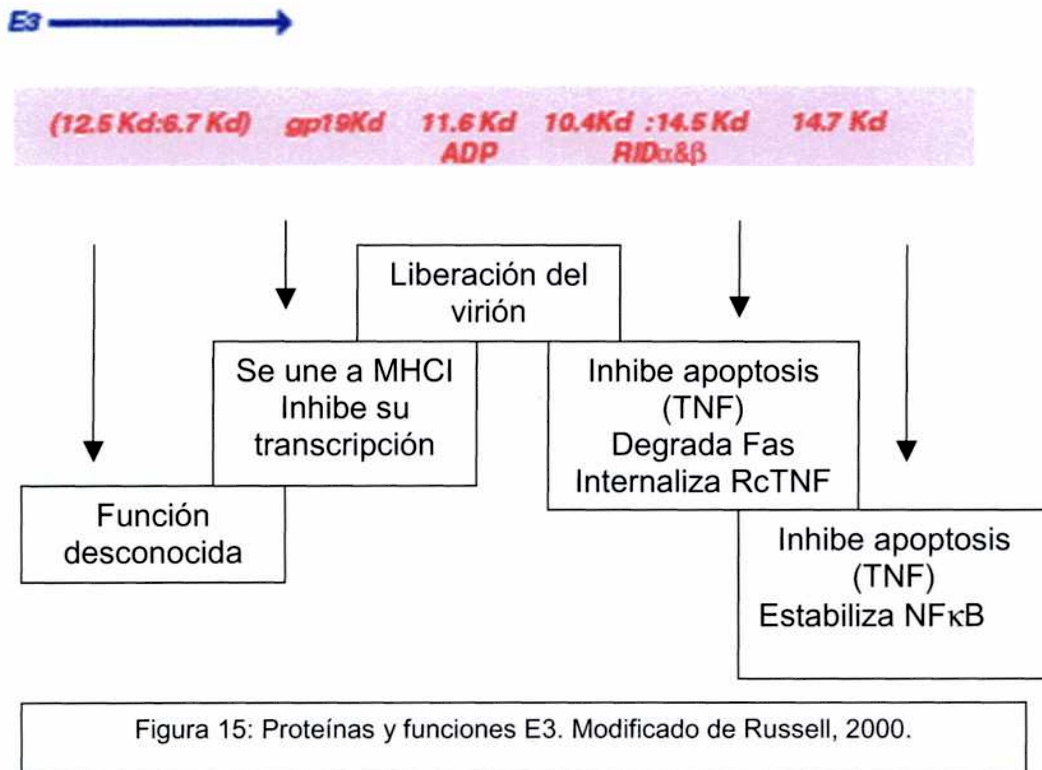 E3
(12.5 Kd:6.7 Kd) gp19Kd 11.6 Kd 10.4Kd :14.5 Kd 14.7 Kd
ADP RIDα&β
Liberación del
virión
Se une a MHCI
Inhibe su
transcripción
Inhibe apoptosis
(TNF)
Degrada Fas
Internaliza RcTNF
Función
desconocida
Inhibe apoptosis
(TNF)
Estabiliza NFκB
Figura 15: Proteínas y funciones E3. Modificado de Russell, 2000.